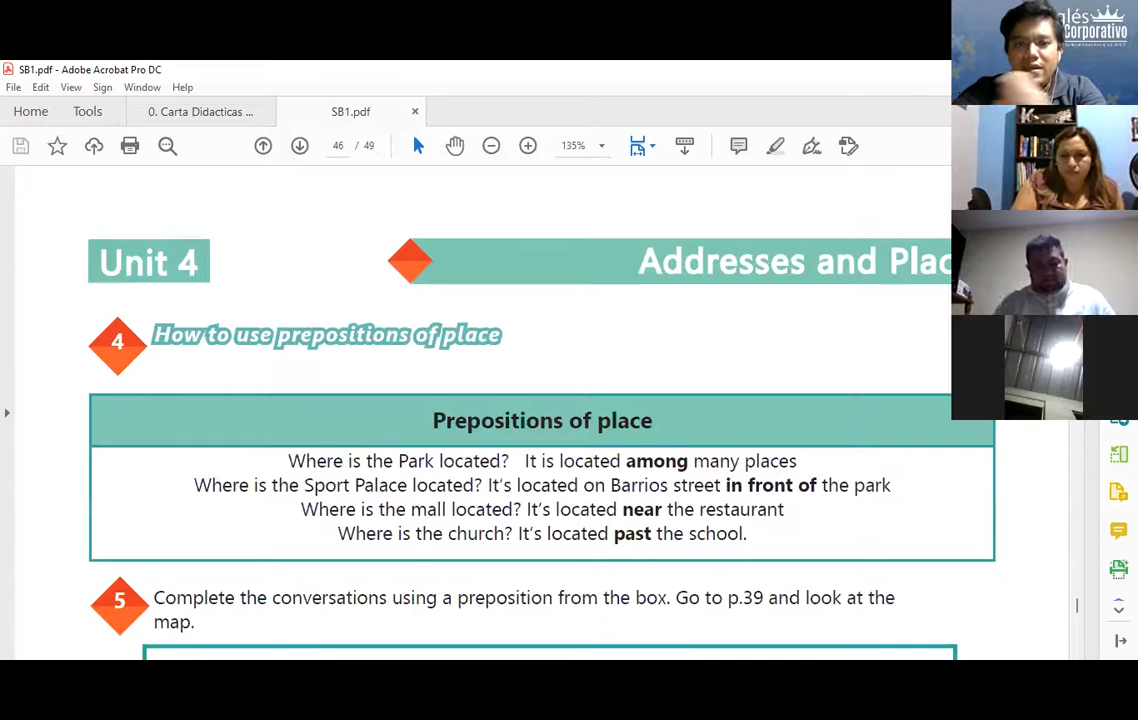 glés
Corporativo
SB1.pdf - Adobe Acrobat Pro DC
File Edit View Sign Window Help
Home Tools 0. Carta Didacticas ... SB1.pdf ×
46 / 49 135%
Unit 4 Addresses and Plac
4 How to use prepositions of place
Prepositions of place
Where is the Park located? It is located among many places
Where is the Sport Palace located? It's located on Barrios street in front of the park
Where is the mall located? It's located near the restaurant
Where is the church? It's located past the school.
5 Complete the conversations using a preposition from the box. Go to p.39 and look at the
map.